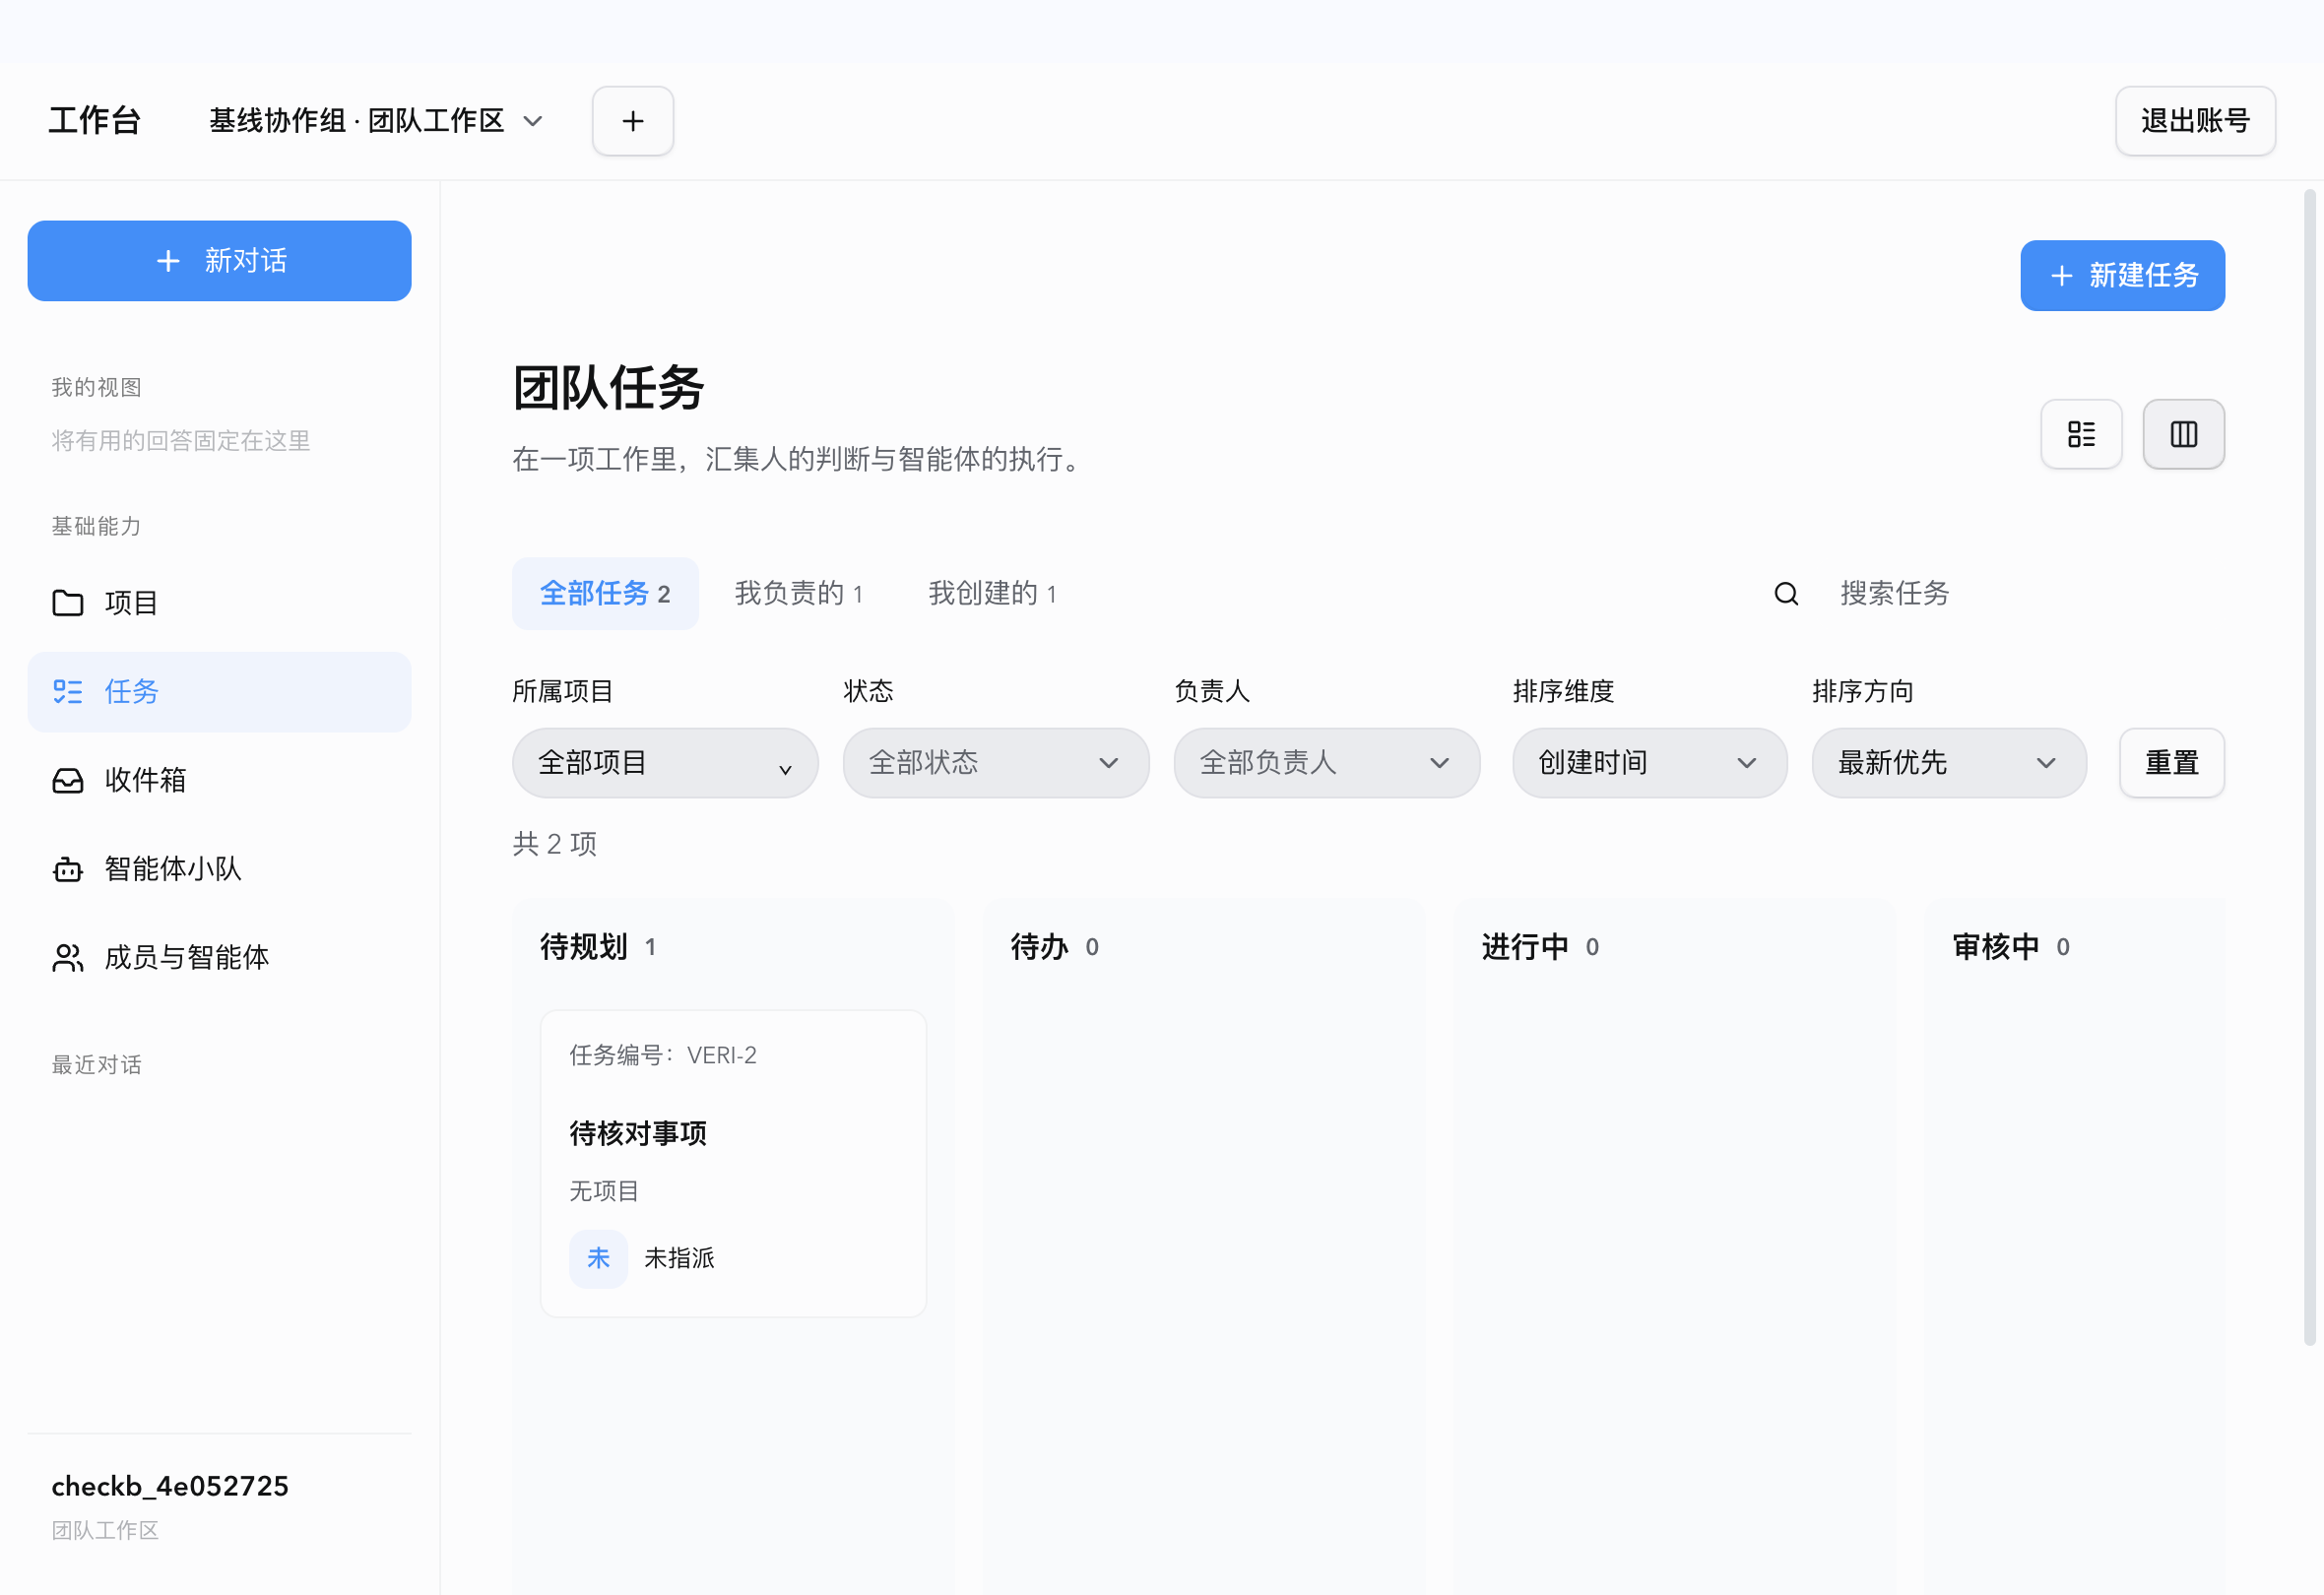 工作台
基线协作组 · 团队工作区
退出账号
新对话
我的视图
将有用的回答固定在这里
基础能力
项目
任务
收件箱
智能体小队
成员与智能体
最近对话
checkb_4e052725
团队工作区
新建任务
团队任务
在一项工作里，汇集人的判断与智能体的执行。
全部任务 2 我负责的 1 我创建的 1 搜索任务
所属项目 状态 负责人 排序维度 排序方向
全部项目 全部状态 全部负责人 创建时间 最新优先 重置
共 2 项
待规划 1 待办 0 进行中 0 审核中 0
任务编号：VERI-2
待核对事项
无项目
未 未指派